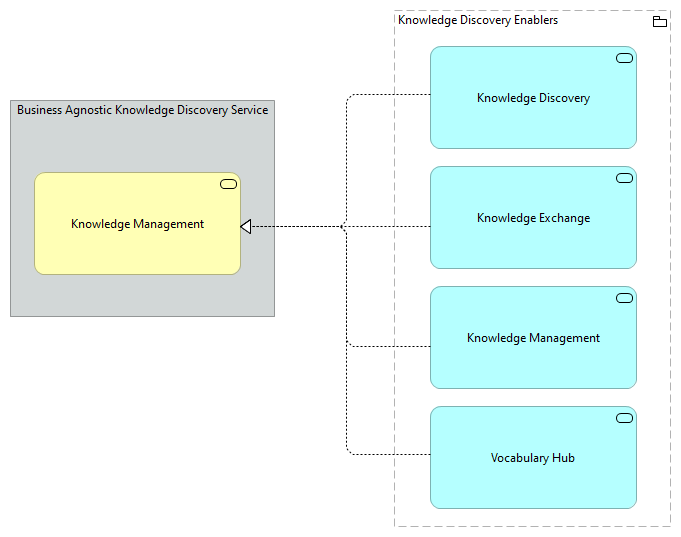 Knowledge Discovery Enablers
Knowledge Discovery
Business Agnostic Knowledge Discovery Service
Knowledge Management
Knowledge Exchange
Knowledge Management
Vocabulary Hub